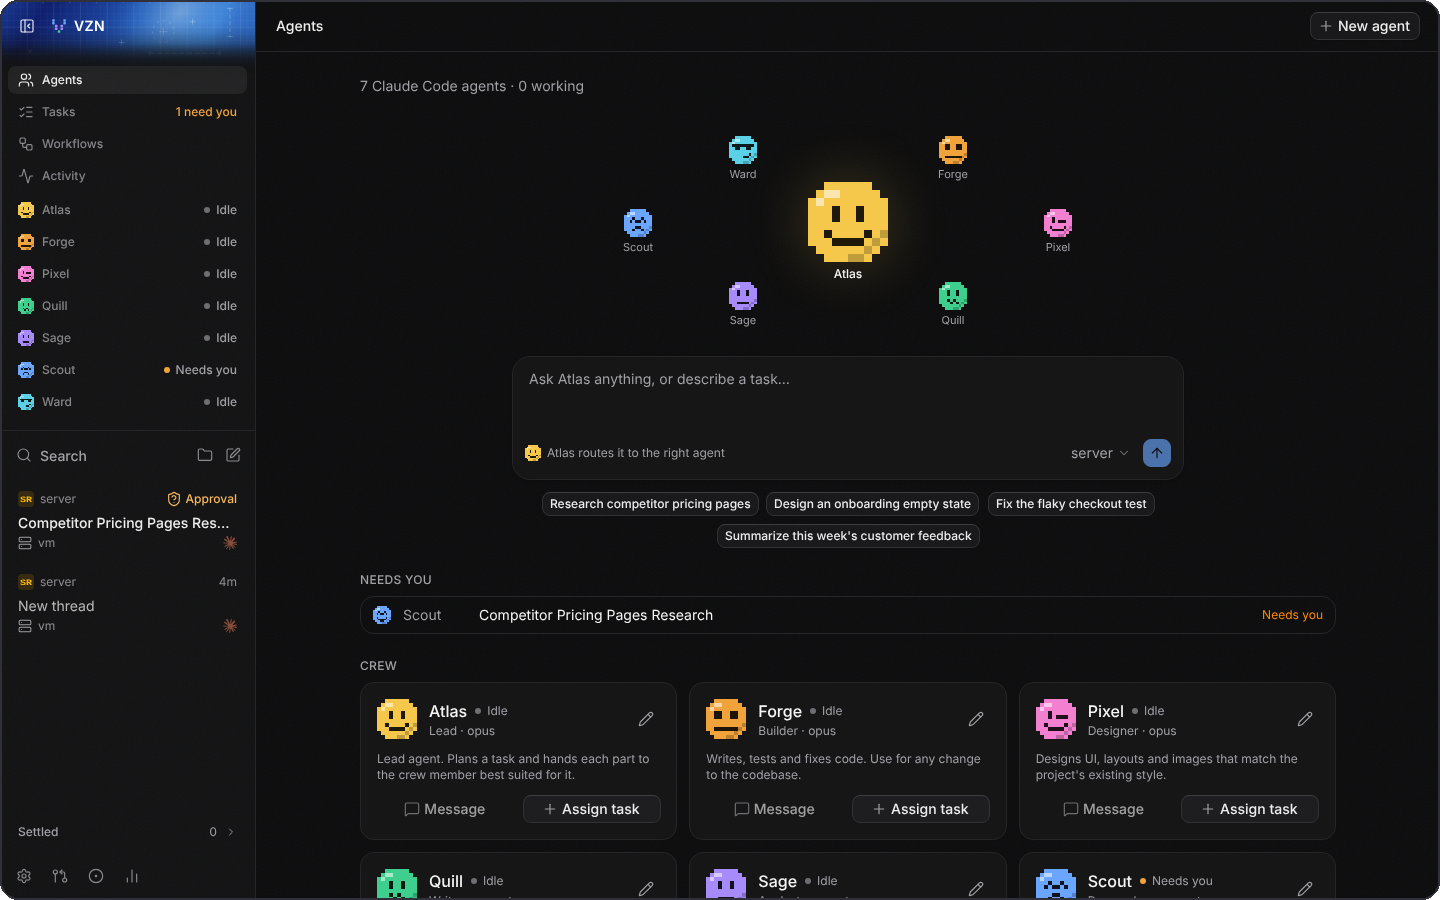 VZN
Agents
New agent
Agents
Tasks
1 need you
Workflows
Activity
Atlas
Idle
Forge
Idle
Pixel
Idle
Quill
Idle
Sage
Idle
Scout
Needs you
Ward
Idle
Search
SR server
Approval
Competitor Pricing Pages Res...
vm
SR server
4m
New thread
vm
Settled
0
7 Claude Code agents · 0 working
Ward
Forge
Scout
Pixel
Atlas
Sage
Quill
Ask Atlas anything, or describe a task...
Atlas routes it to the right agent
server
Research competitor pricing pages
Design an onboarding empty state
Fix the flaky checkout test
Summarize this week's customer feedback
NEEDS YOU
Scout
Competitor Pricing Pages Research
Needs you
CREW
Atlas
Idle
Lead · opus
Lead agent. Plans a task and hands each part to
the crew member best suited for it.
Message
Assign task
Forge
Idle
Builder · opus
Writes, tests and fixes code. Use for any change
to the codebase.
Message
Assign task
Pixel
Idle
Designer · opus
Designs UI, layouts and images that match the
project's existing style.
Message
Assign task
Quill
Idle
Sage
Idle
Scout
Needs you